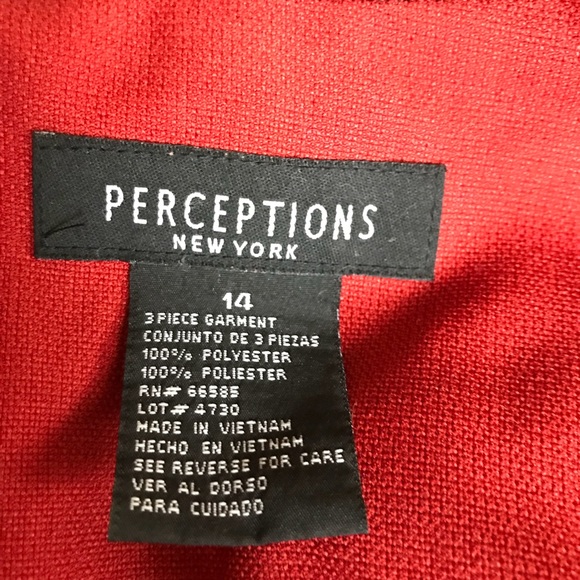 PERCEPTIONS
NEW YORK
14
3 PIECE GARMENT
CONJUNTO DE 3 PIEZAS
100% POLYESTER
100% POLIESTER
RN# 66585
LOT# 4730
MADE IN VIETNAM
HECHO EN VIETNAM
SEE REVERSE FOR CARE
VER AL DORSO
PARA CUIDADO